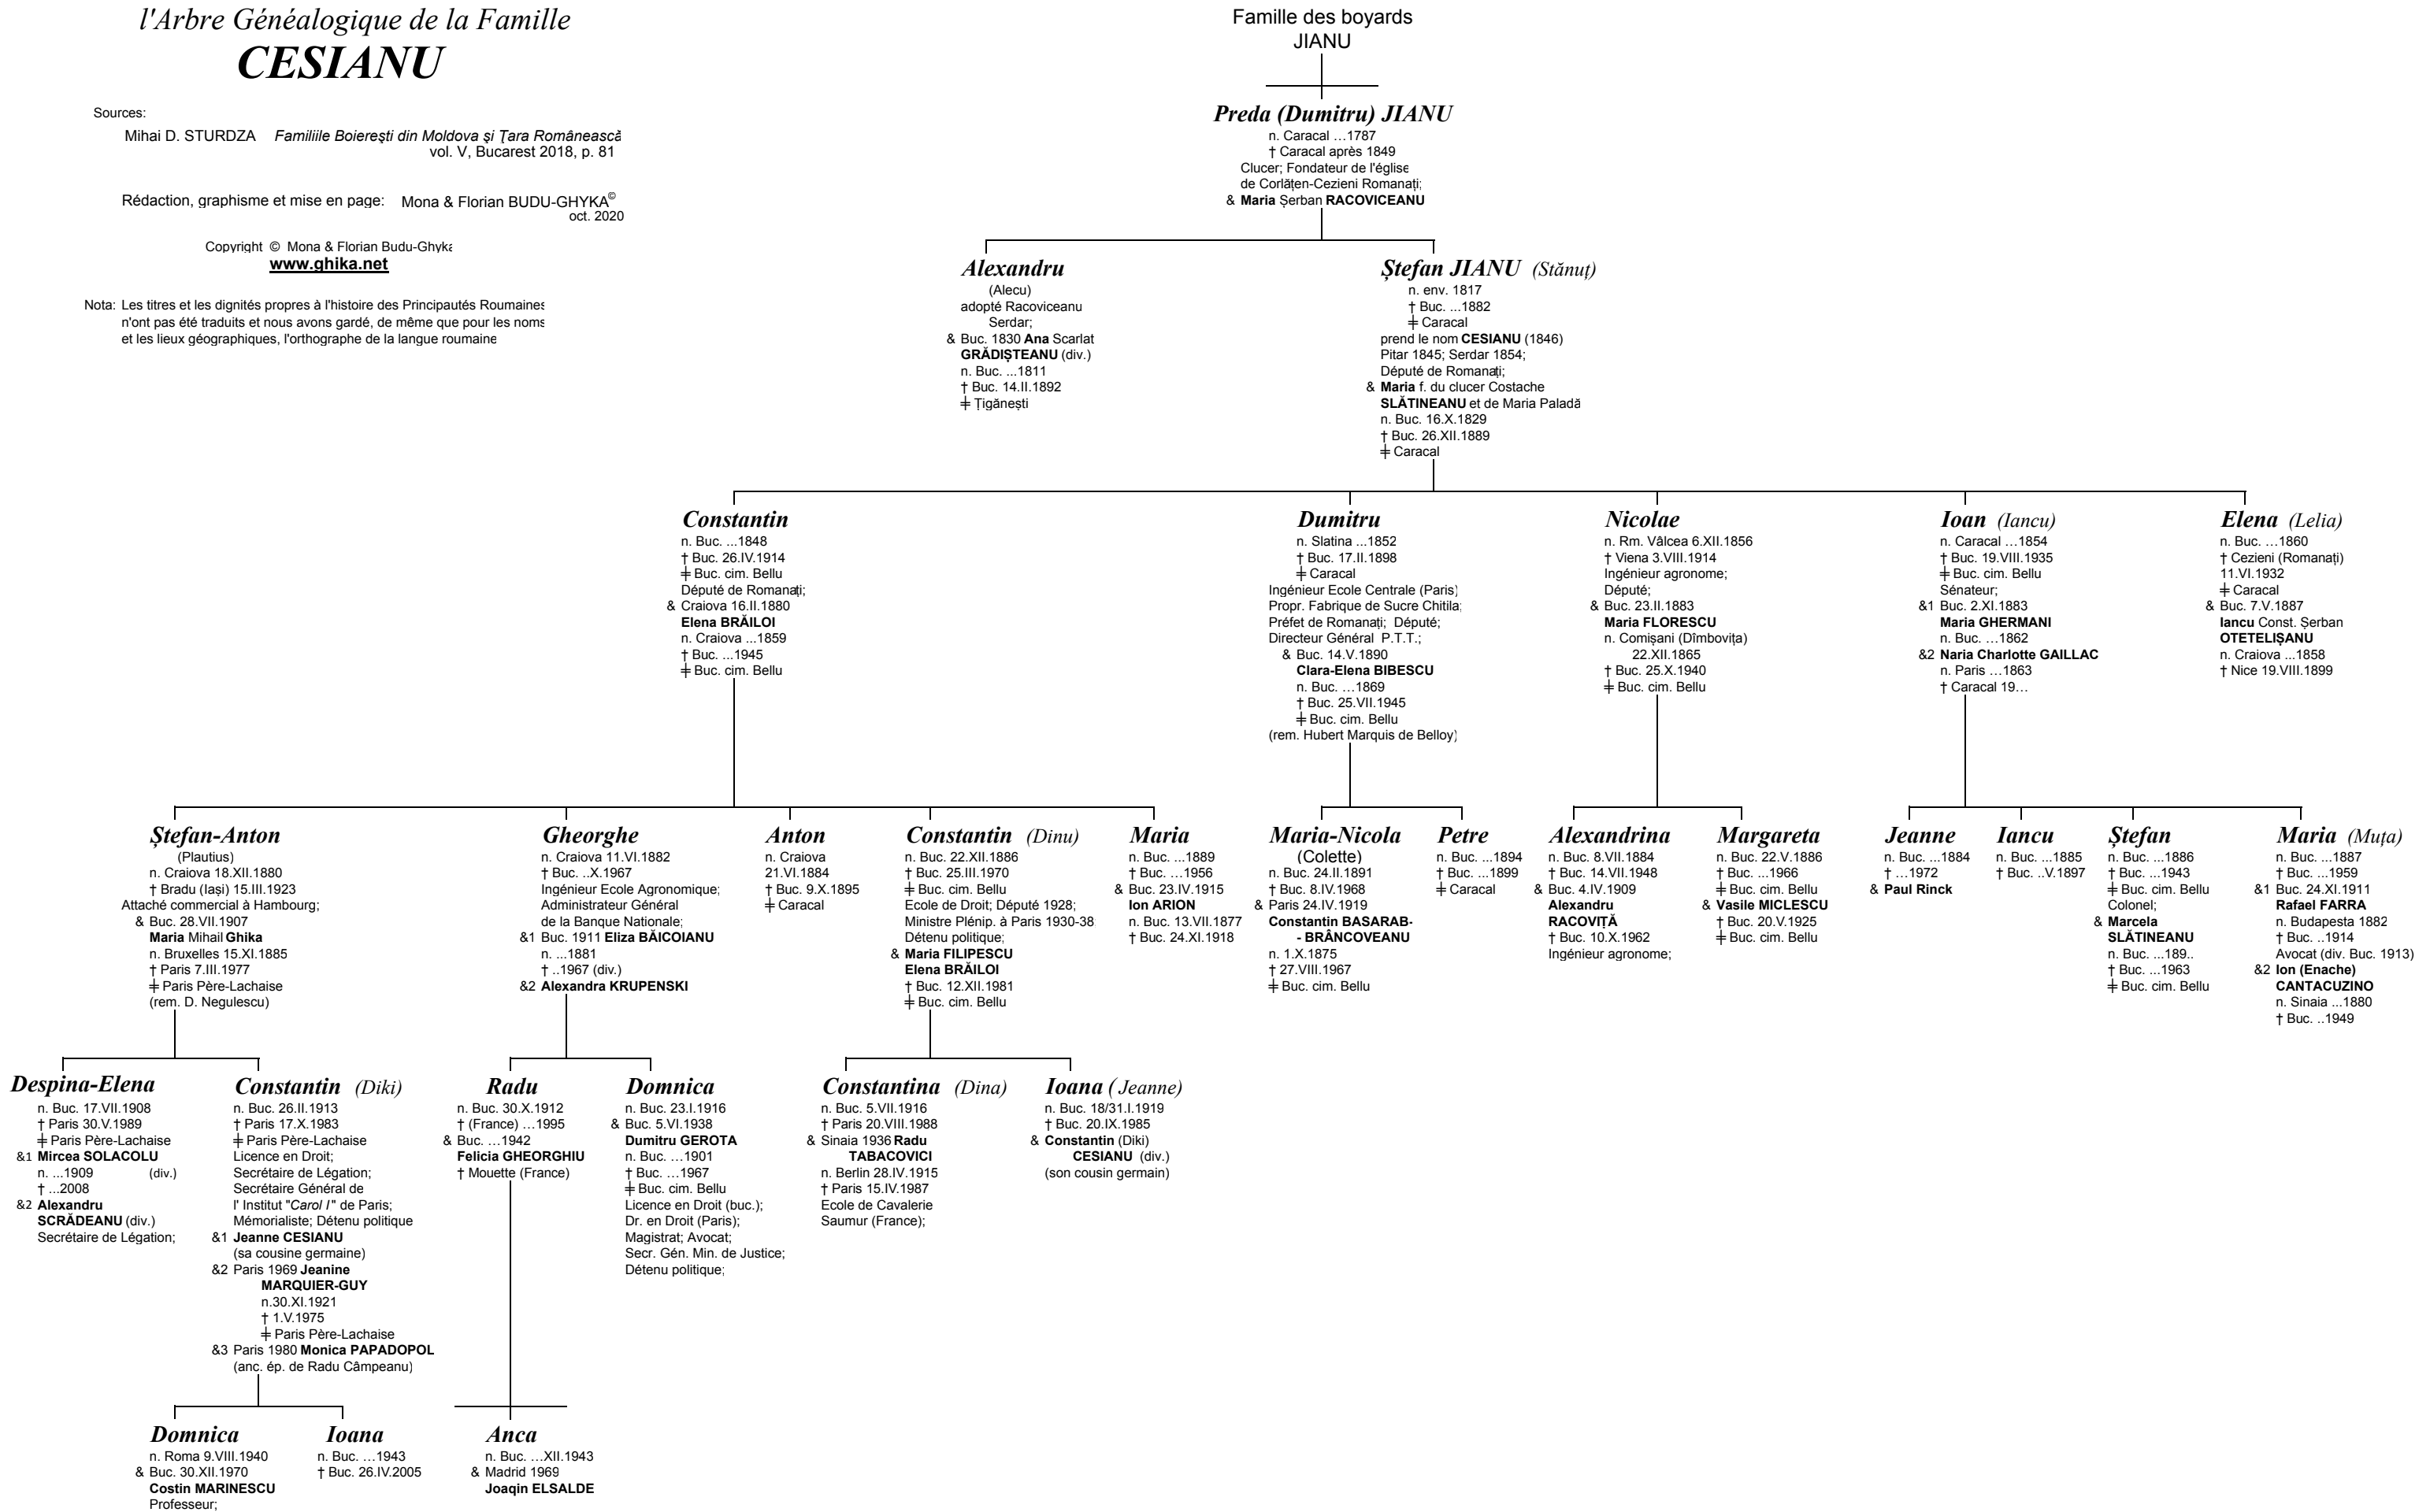 l'Arbre Généalogique de la Famille
CESIANU
Sources:
Mihai D. STURDZA Familiile Boiereşti din Moldova şi Ţara Românească
vol. V, Bucarest 2018, p. 81
Rédaction, graphisme et mise en page: Mona & Florian BUDU-GHYKA©
oct. 2020
Copyright © Mona & Florian Budu-Ghyka
www.ghika.net
Nota: Les titres et les dignités propres à l'histoire des Principautés Roumaines
n'ont pas été traduits et nous avons gardé, de même que pour les noms
et les lieux géographiques, l'orthographe de la langue roumaine
Famille des boyards
JIANU
Preda (Dumitru) JIANU
n. Caracal …1787
† Caracal après 1849
Clucer; Fondateur de l'église
de Corlăţen-Cezieni Romanaţi;
& Maria Șerban RACOVICEANU
Alexandru
(Alecu)
adopté Racoviceanu
Serdar;
& Buc. 1830 Ana Scarlat
GRĂDIȘTEANU (div.)
n. Buc. ...1811
† Buc. 14.II.1892
╪ Țigănești
Ștefan JIANU (Stănuț)
n. env. 1817
† Buc. ...1882
╪ Caracal
prend le nom CESIANU (1846)
Pitar 1845; Serdar 1854;
Député de Romanați;
& Maria f. du clucer Costache
SLĂTINEANU et de Maria Paladă
n. Buc. 16.X.1829
† Buc. 26.XII.1889
╪ Caracal
Constantin
n. Buc. ...1848
† Buc. 26.IV.1914
╪ Buc. cim. Bellu
Député de Romanați;
& Craiova 16.II.1880
Elena BRĂILOI
n. Craiova ...1859
† Buc. ...1945
╪ Buc. cim. Bellu
Dumitru
n. Slatina ...1852
† Buc. 17.II.1898
╪ Caracal
Ingénieur Ecole Centrale (Paris)
Propr. Fabrique de Sucre Chitila;
Préfet de Romanați; Député;
Directeur Général P.T.T.;
& Buc. 14.V.1890
Clara-Elena BIBESCU
n. Buc. …1869
† Buc. 25.VII.1945
╪ Buc. cim. Bellu
(rem. Hubert Marquis de Belloy)
Nicolae
n. Rm. Vâlcea 6.XII.1856
† Viena 3.VIII.1914
Ingénieur agronome;
Député;
& Buc. 23.II.1883
Maria FLORESCU
n. Comișani (Dîmbovița)
22.XII.1865
† Buc. 25.X.1940
╪ Buc. cim. Bellu
Ioan (Iancu)
n. Caracal …1854
† Buc. 19.VIII.1935
╪ Buc. cim. Bellu
Sénateur;
&1 Buc. 2.XI.1883
Maria GHERMANI
n. Buc. …1862
&2 Naria Charlotte GAILLAC
n. Paris …1863
† Caracal 19…
Elena (Lelia)
n. Buc. …1860
† Cezieni (Romanați)
11.VI.1932
╪ Caracal
& Buc. 7.V.1887
Iancu Const. Șerban
OTETELIȘANU
n. Craiova ...1858
† Nice 19.VIII.1899
Ștefan-Anton
(Plautius)
n. Craiova 18.XII.1880
† Bradu (Iași) 15.III.1923
Attaché commercial à Hambourg;
& Buc. 28.VII.1907
Maria Mihail Ghika
n. Bruxelles 15.XI.1885
† Paris 7.III.1977
╪ Paris Père-Lachaise
(rem. D. Negulescu)
Gheorghe
n. Craiova 11.VI.1882
† Buc. ..X.1967
Ingénieur Ecole Agronomique;
Administrateur Général
de la Banque Nationale;
&1 Buc. 1911 Eliza BĂICOIANU
n. ...1881
† ..1967 (div.)
&2 Alexandra KRUPENSKI
Anton
n. Craiova
21.VI.1884
† Buc. 9.X.1895
╪ Caracal
Constantin (Dinu)
n. Buc. 22.XII.1886
† Buc. 25.III.1970
╪ Buc. cim. Bellu
Ecole de Droit; Député 1928;
Ministre Plénip. à Paris 1930-38
Détenu politique;
& Maria FILIPESCU
Elena BRĂILOI
† Buc. 12.XII.1981
╪ Buc. cim. Bellu
Maria
n. Buc. ...1889
† Buc. ...1956
& Buc. 23.IV.1915
Ion ARION
n. Buc. 13.VII.1877
† Buc. 24.XI.1918
Maria-Nicola
(Colette)
n. Buc. 24.II.1891
† Buc. 8.IV.1968
& Paris 24.IV.1919
Constantin BASARAB-
- BRÂNCOVEANU
n. 1.X.1875
† 27.VIII.1967
╪ Buc. cim. Bellu
Petre
n. Buc. ...1894
† Buc. ...1899
╪ Caracal
Alexandrina
n. Buc. 8.VII.1884
† Buc. 14.VII.1948
& Buc. 4.IV.1909
Alexandru
RACOVIȚĂ
† Buc. 10.X.1962
Ingénieur agronome;
Margareta
n. Buc. 22.V.1886
† Buc. ...1966
╪ Buc. cim. Bellu
& Vasile MICLESCU
† Buc. 20.V.1925
╪ Buc. cim. Bellu
Jeanne
n. Buc. ...1884
† …1972
& Paul Rinck
Iancu
n. Buc. ...1885
† Buc. ..V.1897
Ștefan
n. Buc. ...1886
† Buc. ...1943
╪ Buc. cim. Bellu
Colonel;
& Marcela
SLĂTINEANU
n. Buc. ...189..
† Buc. ...1963
╪ Buc. cim. Bellu
Maria (Muța)
n. Buc. ...1887
† Buc. ...1959
&1 Buc. 24.XI.1911
Rafael FARRA
n. Budapesta 1882
† Buc. ..1914
Avocat (div. Buc. 1913)
&2 Ion (Enache)
CANTACUZINO
n. Sinaia ...1880
† Buc. ..1949
Despina-Elena
n. Buc. 17.VII.1908
† Paris 30.V.1989
╪ Paris Père-Lachaise
&1 Mircea SOLACOLU
n. ...1909 (div.)
† ...2008
&2 Alexandru
SCRĂDEANU (div.)
Secrétaire de Légation;
Constantin (Diki)
n. Buc. 26.II.1913
† Paris 17.X.1983
╪ Paris Père-Lachaise
Licence en Droit;
Secrétaire de Légation;
Secrétaire Général de
l' Institut "Carol I" de Paris;
Mémorialiste; Détenu politique
&1 Jeanne CESIANU
(sa cousine germaine)
&2 Paris 1969 Jeanine
MARQUIER-GUY
n.30.XI.1921
† 1.V.1975
╪ Paris Père-Lachaise
&3 Paris 1980 Monica PAPADOPOL
(anc. ép. de Radu Câmpeanu)
Radu
n. Buc. 30.X.1912
† (France) …1995
& Buc. …1942
Felicia GHEORGHIU
† Mouette (France)
Domnica
n. Buc. 23.I.1916
& Buc. 5.VI.1938
Dumitru GEROTA
n. Buc. …1901
† Buc. …1967
╪ Buc. cim. Bellu
Licence en Droit (buc.);
Dr. en Droit (Paris);
Magistrat; Avocat;
Secr. Gén. Min. de Justice;
Détenu politique;
Constantina (Dina)
n. Buc. 5.VII.1916
† Paris 20.VIII.1988
& Sinaia 1936 Radu
TABACOVICI
n. Berlin 28.IV.1915
† Paris 15.IV.1987
Ecole de Cavalerie
Saumur (France);
Ioana (Jeanne)
n. Buc. 18/31.I.1919
† Buc. 20.IX.1985
& Constantin (Diki)
CESIANU (div.)
(son cousin germain)
Domnica
n. Roma 9.VIII.1940
& Buc. 30.XII.1970
Costin MARINESCU
Professeur;
Ioana
n. Buc. …1943
† Buc. 26.IV.2005
Anca
n. Buc. …XII.1943
& Madrid 1969
Joaqin ELSALDE